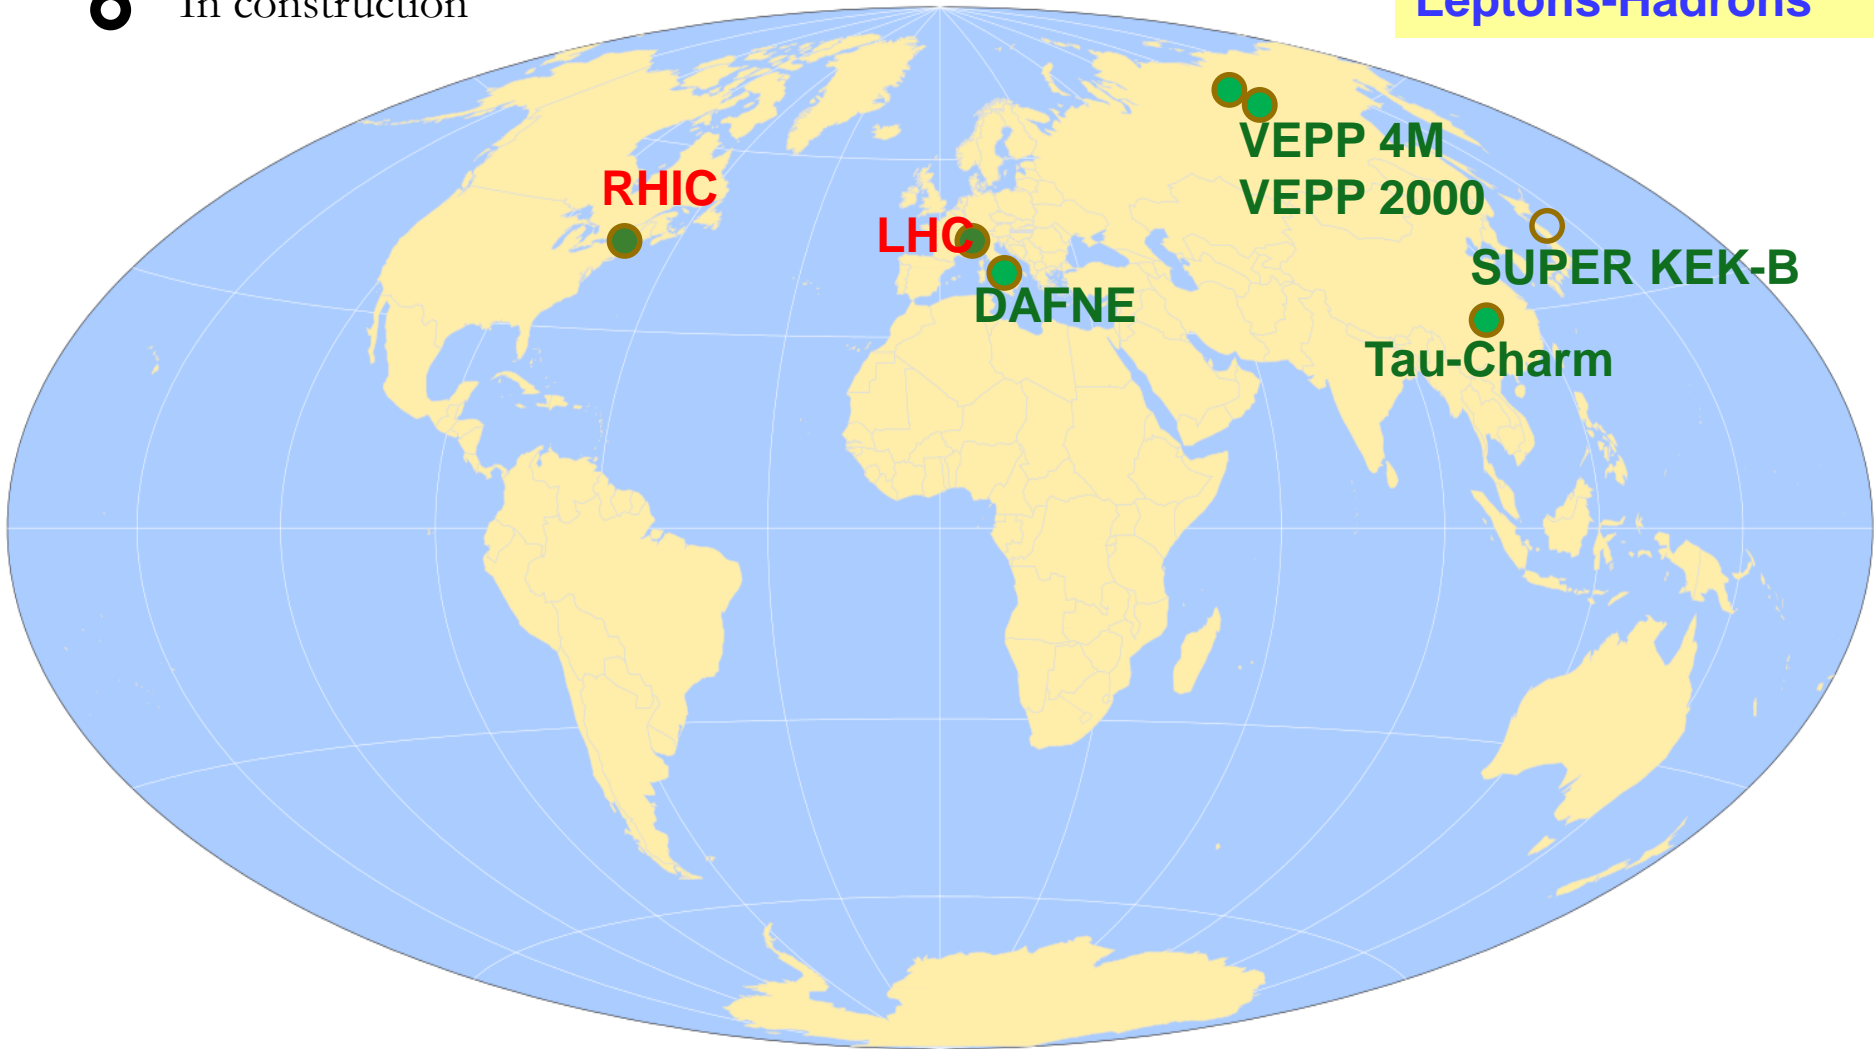 In construction
Leptons-Hadrons
VEPP 4M
RHIC
VEPP 2000
LHC
SUPER KEK-B
DAFNE
Tau-Charm